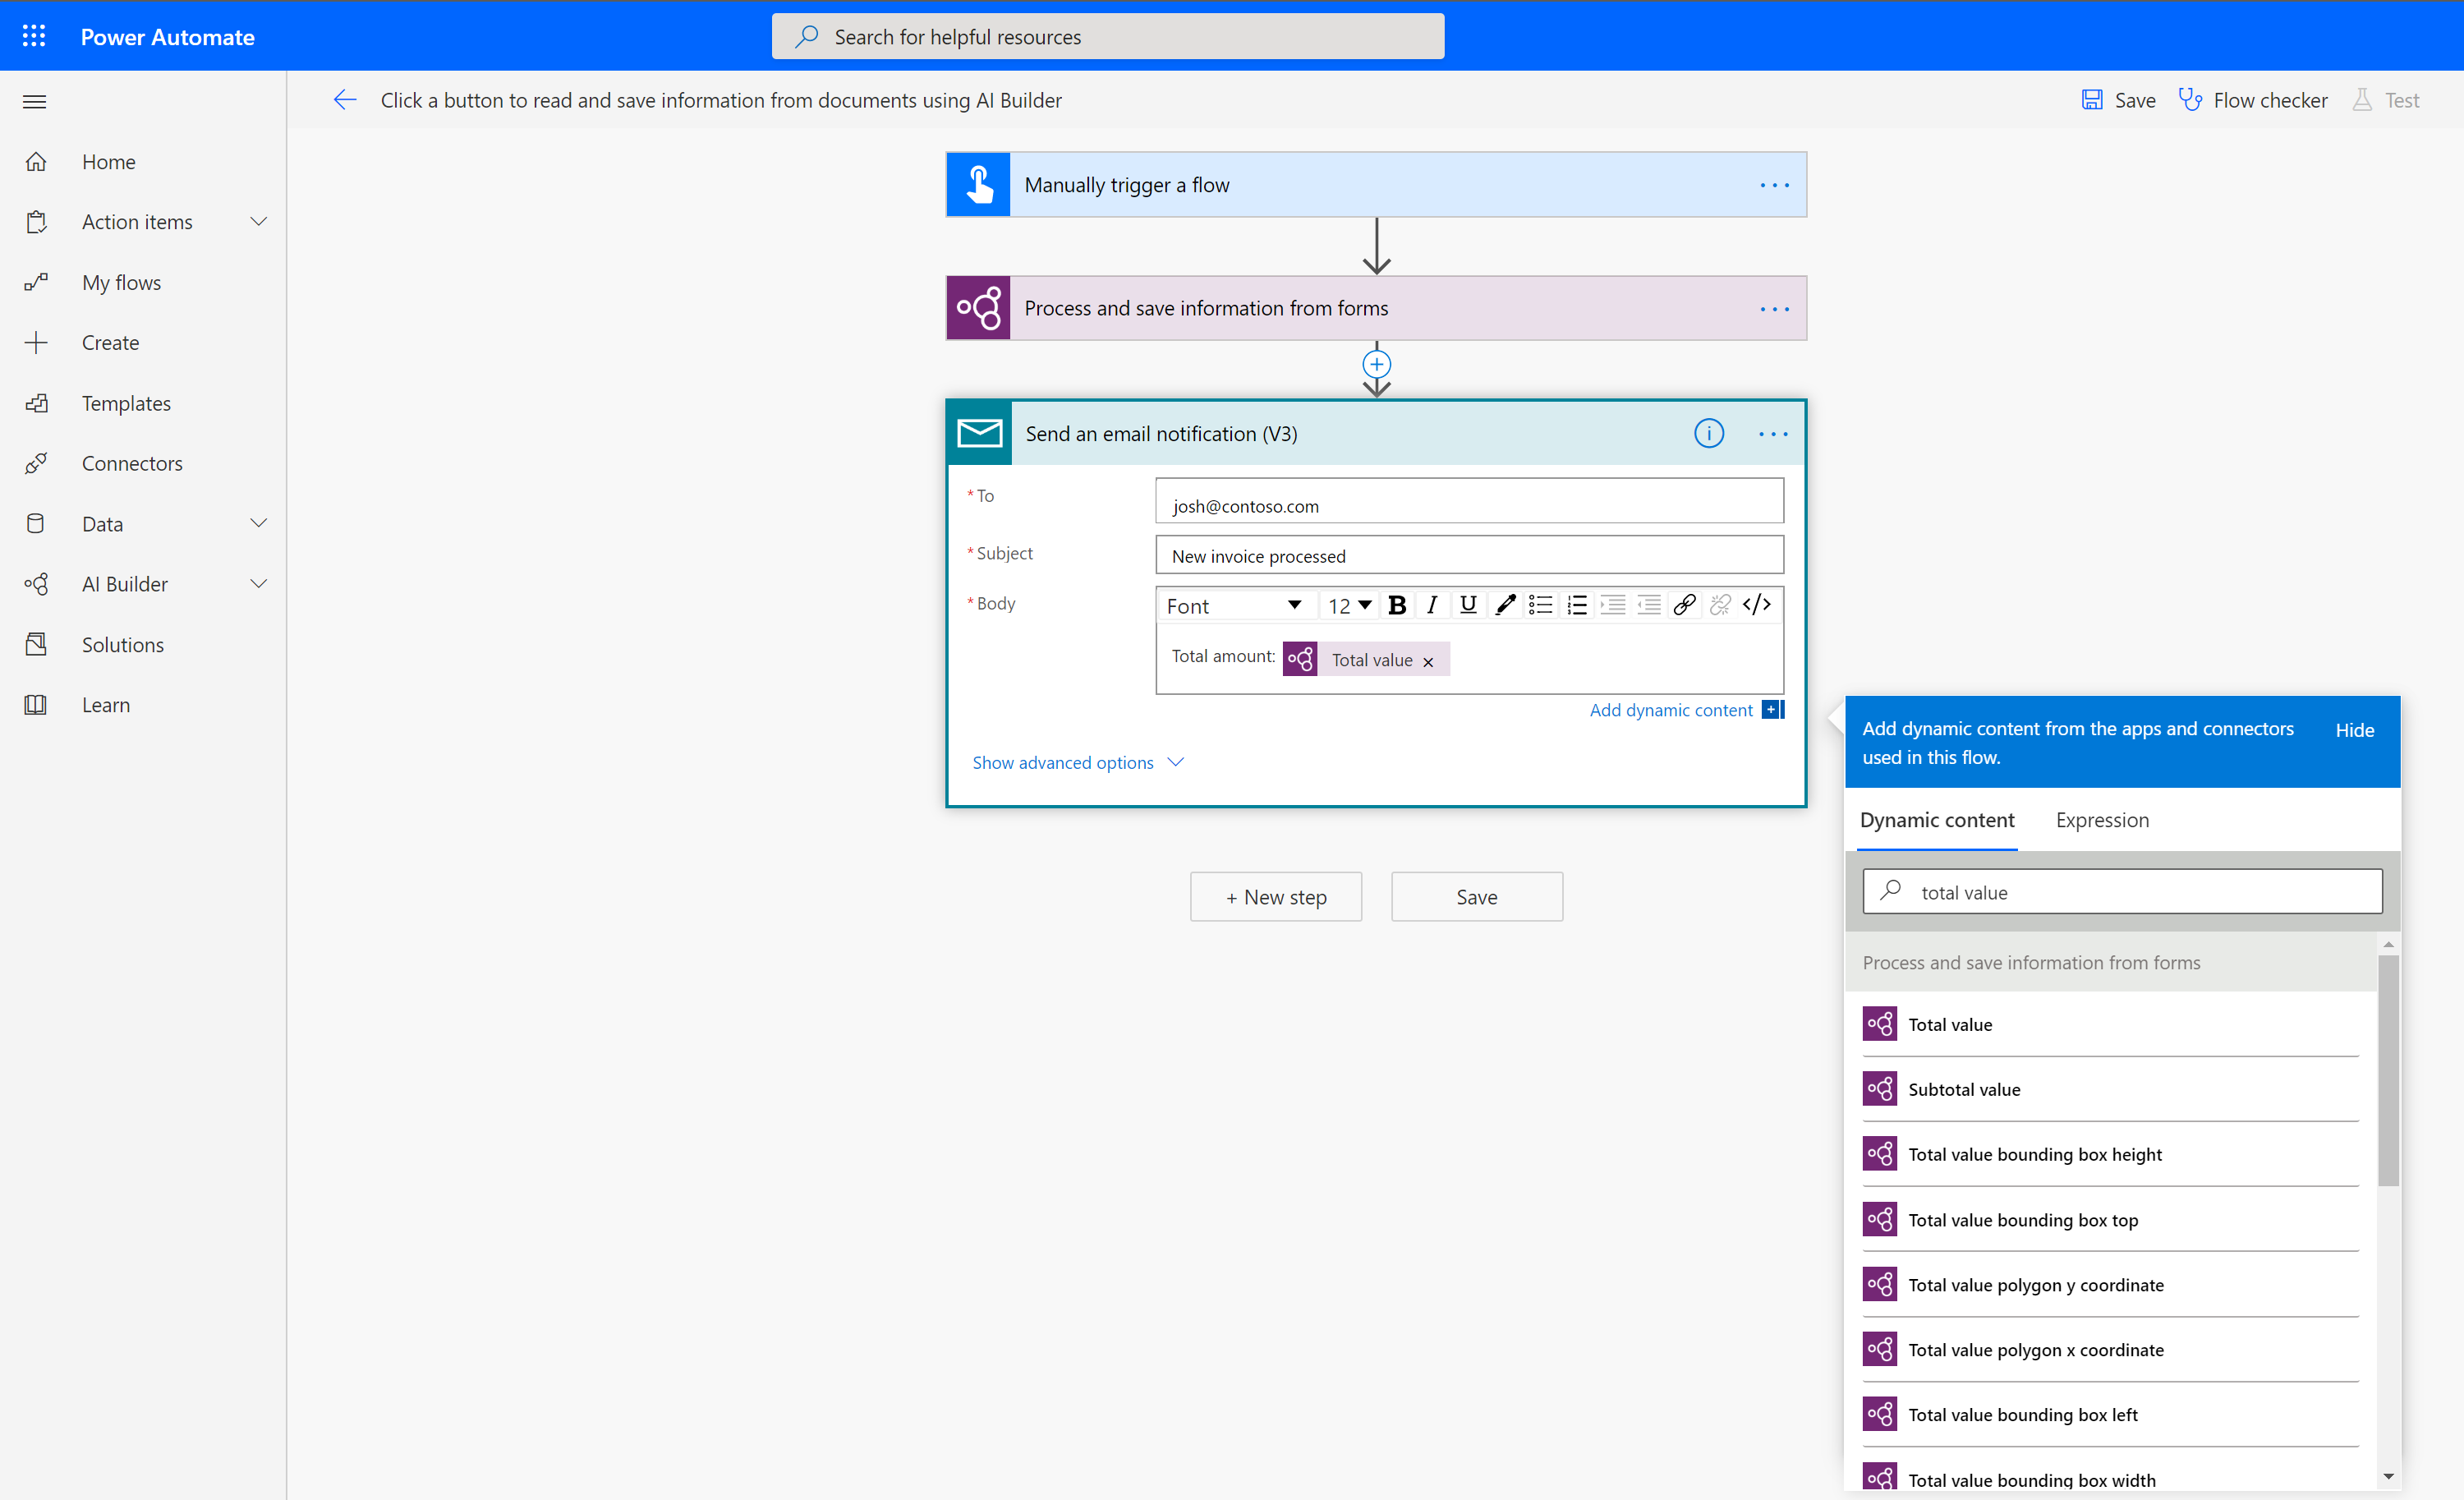 Power Automate
Search for helpful resources
Click a button to read and save information from documents using AI Builder
Save
Flow checker
Test
Home
Action items
My flows
Create
Templates
Connectors
Data
AI Builder
Solutions
Learn
Manually trigger a flow
Process and save information from forms
Send an email notification (V3)
* To
josh@contoso.com
* Subject
New invoice processed
* Body
Font 12 B I U </>
Total amount: Total value ×
Add dynamic content +
Show advanced options
+ New step
Save
Add dynamic content from the apps and connectors
used in this flow.
Hide
Dynamic content
Expression
total value
Process and save information from forms
Total value
Subtotal value
Total value bounding box height
Total value bounding box top
Total value polygon y coordinate
Total value polygon x coordinate
Total value bounding box left
Total value bounding box width